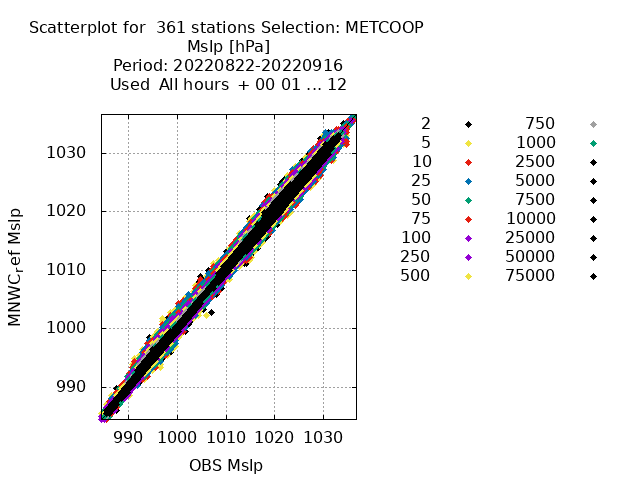 Scatterplot for 361 stations Selection: METCOOP
Mslp [hPa]
Period: 20220822-20220916
Used All hours + 00 01 ... 12
MNWC_ref Mslp
1030
1020
1010
1000
990
990 1000 1010 1020 1030
OBS Mslp
2 750
5 1000
10 2500
25 5000
50 7500
75 10000
100 25000
250 50000
500 75000